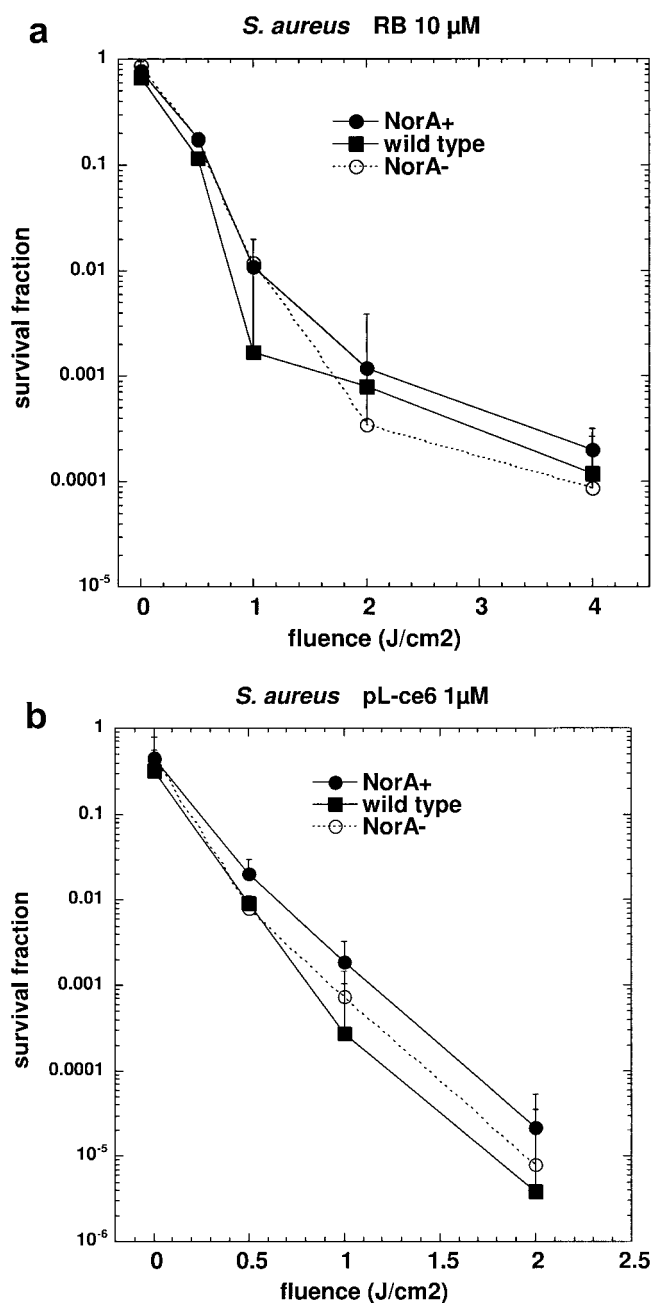 a
S. aureus RB 10 µM
1
0.1
0.01
0.001
0.0001
10-5
survival fraction
NorA+
wild type
NorA-
0 1 2 3 4
fluence (J/cm2)
b
S. aureus pL-ce6 1µM
1
0.1
0.01
0.001
0.0001
10-5
10-6
survival fraction
NorA+
wild type
NorA-
0 0.5 1 1.5 2 2.5
fluence (J/cm2)